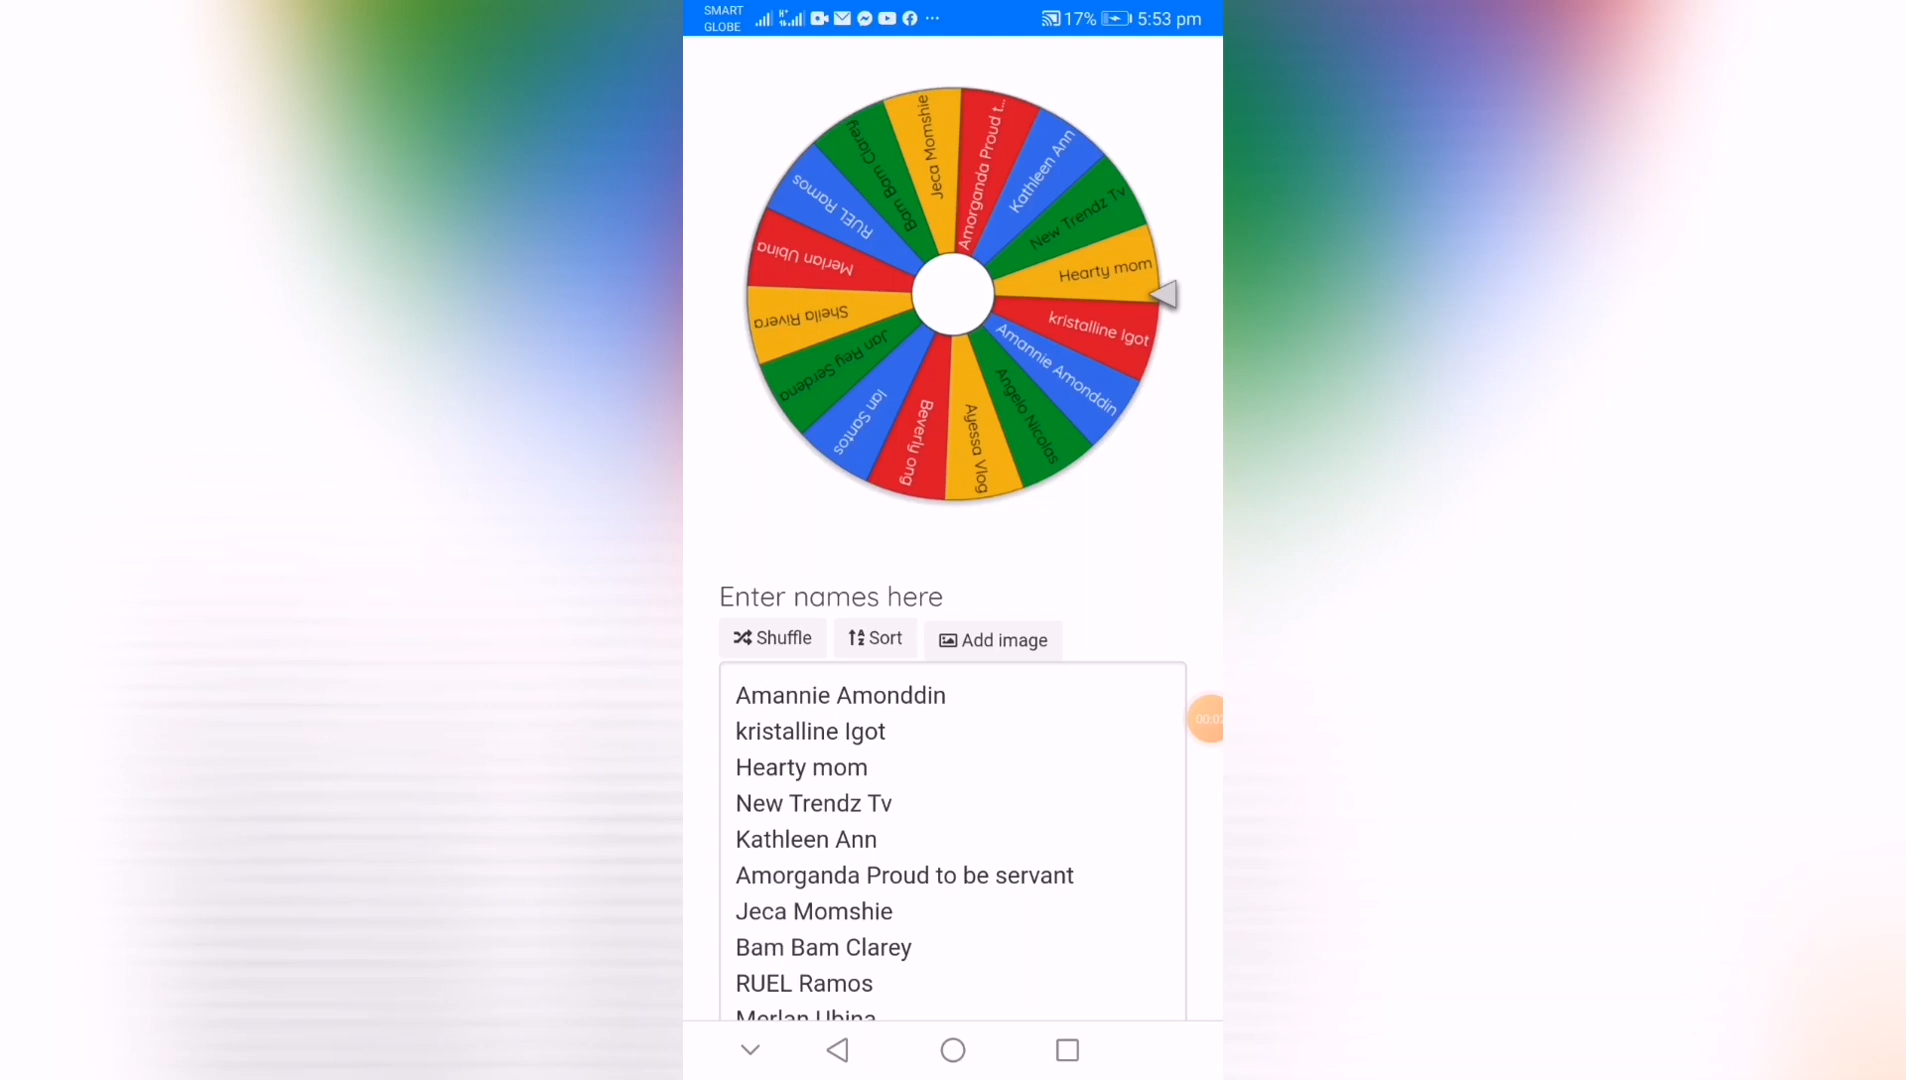 SMART
GLOBE
17%
5:53 pm
Jeca Momshie
Amorganda Proud t...
Kathleen Ann
New Trendz Tv
Hearty mom
kristalline Igot
Amannie Amonddin
Angelo Nicolas
Ayessa Vlog
Beverly ong
Ian Santos
Jan Rey Serdena
Sheila Rivera
Merlan Ubina
RUEL Ramos
Bam Bam Clarey
Enter names here
Shuffle
Sort
Add image
Amannie Amonddin
kristalline Igot
Hearty mom
New Trendz Tv
Kathleen Ann
Amorganda Proud to be servant
Jeca Momshie
Bam Bam Clarey
RUEL Ramos
Merlan Ubina